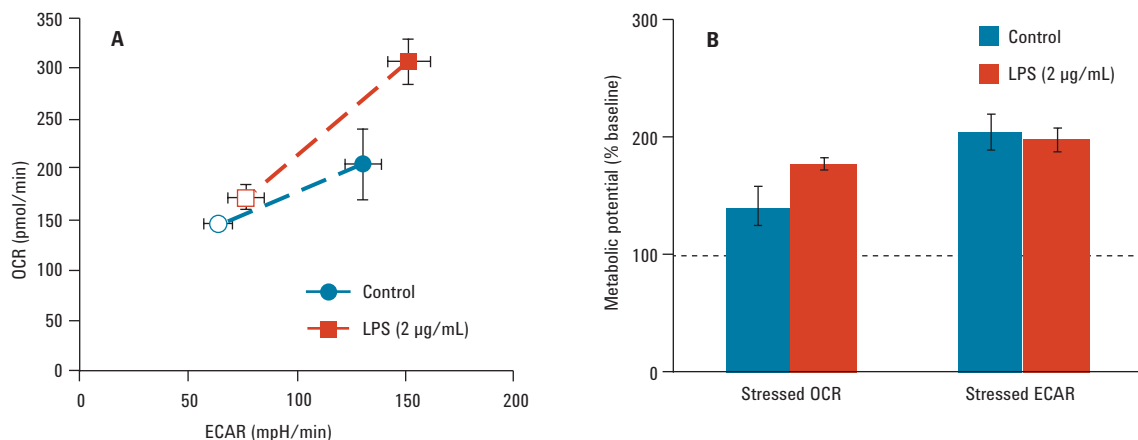 A
350
300
250
200
150
100
50
0
OCR (pmol/min)
0 50 100 150 200
ECAR (mpH/min)
Control
LPS (2 µg/mL)
B
300
200
100
0
Metabolic potential (% baseline)
Control
LPS (2 µg/mL)
Stressed OCR Stressed ECAR